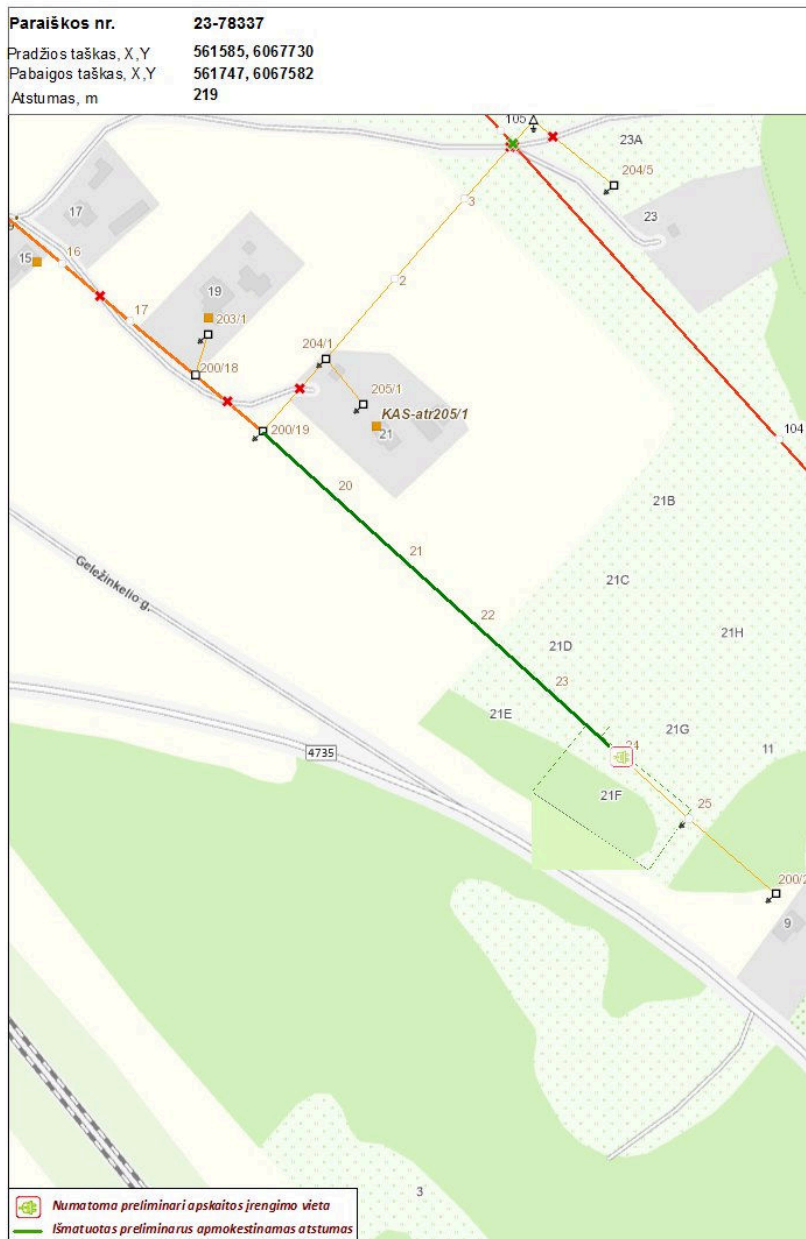 Paraiškos nr. 23-78337
Pradžios taškas, X,Y 561585, 6067730
Pabaigos taškas, X,Y 561747, 6067582
Atstumas, m 219
105
23A
204/5
3
23
17
16
15
2
17
19
203/1
204/1
200/18
205/1
KAS-atr205/1
200/19
21
104
20
21B
21
21C
22
21H
21D
23
21E
21G
24
11
Geležinkelio g.
4735
21F
25
9
3
Numatoma preliminari apskaitos įrengimo vieta
Išmatuotas preliminarus apmokestinamas atstumas